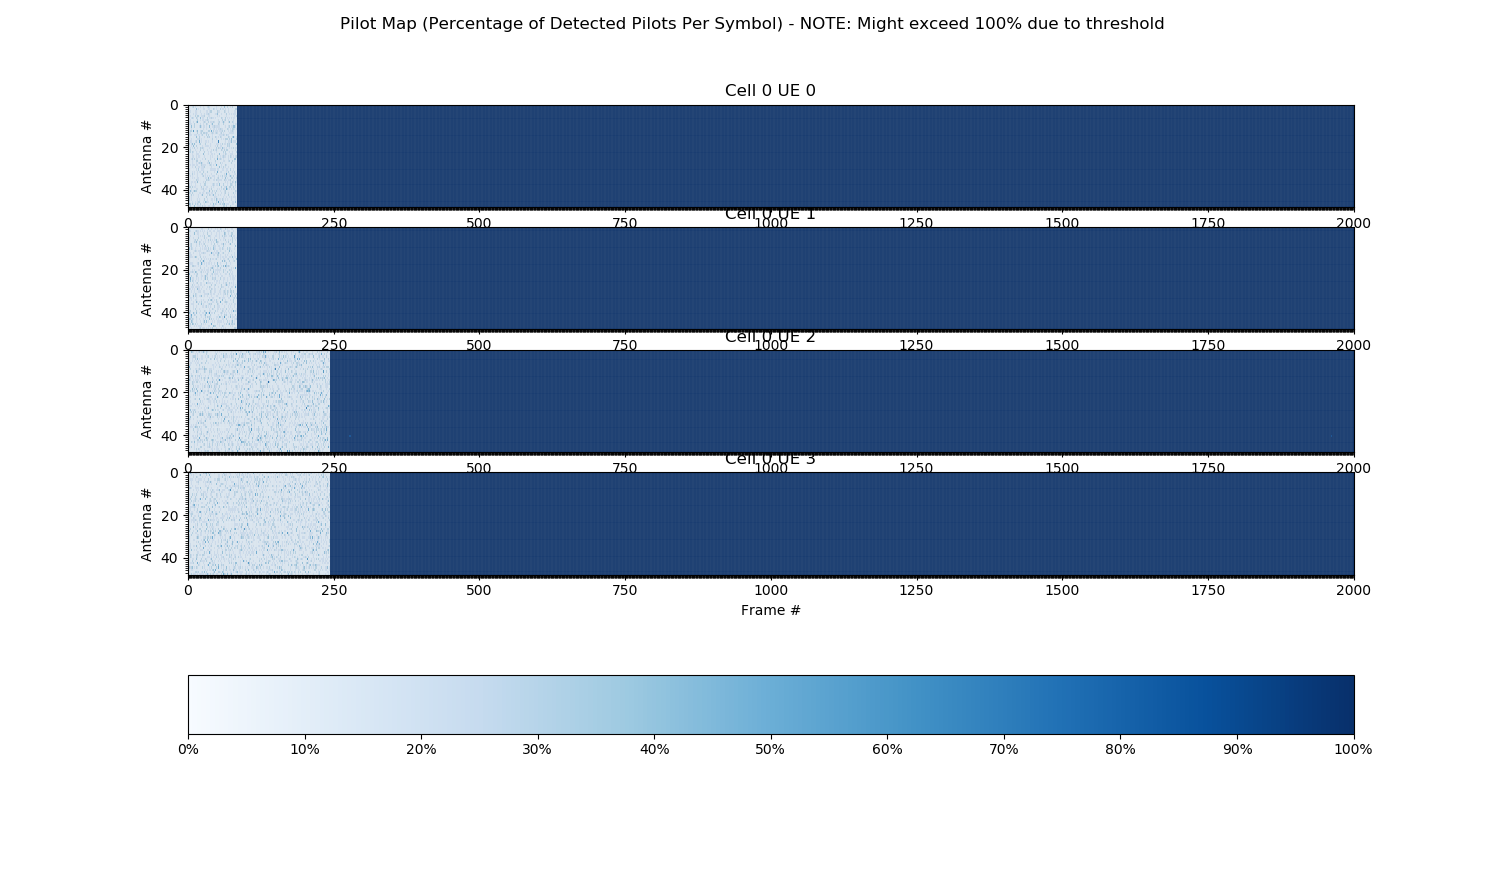 Pilot Map (Percentage of Detected Pilots Per Symbol) - NOTE: Might exceed 100% due to threshold
Cell 0 UE 0
Antenna #
0
20
40
0 250 500 750 1000 1250 1500 1750 2000
Cell 0 UE 1
Antenna #
0
20
40
0 250 500 750 1000 1250 1500 1750 2000
Cell 0 UE 2
Antenna #
0
20
40
0 250 500 750 1000 1250 1500 1750 2000
Cell 0 UE 3
Antenna #
0
20
40
0 250 500 750 1000 1250 1500 1750 2000
Frame #
0% 10% 20% 30% 40% 50% 60% 70% 80% 90% 100%